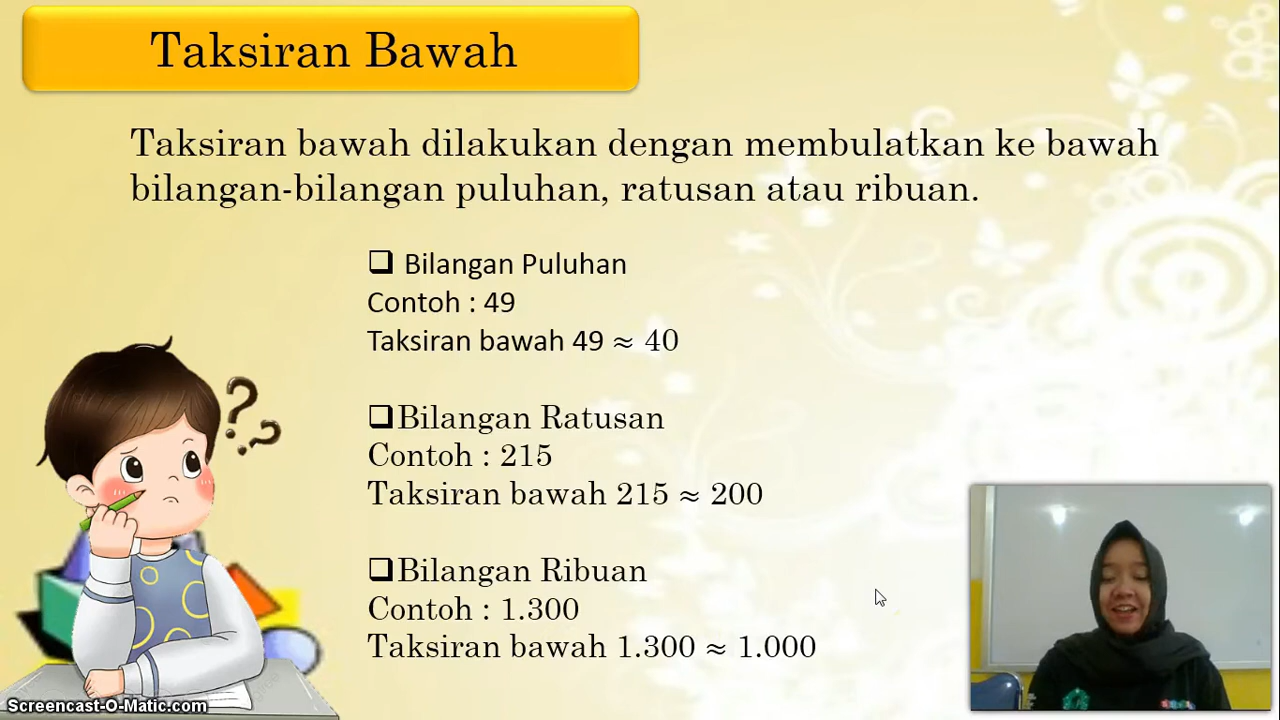 Taksiran Bawah
Taksiran bawah dilakukan dengan membulatkan ke bawah
bilangan-bilangan puluhan, ratusan atau ribuan.
❑ Bilangan Puluhan
Contoh : 49
Taksiran bawah 49 ≈ 40
❑Bilangan Ratusan
Contoh : 215
Taksiran bawah 215 ≈ 200
❑Bilangan Ribuan
Contoh : 1.300
Taksiran bawah 1.300 ≈ 1.000
Screencast-O-Matic.com